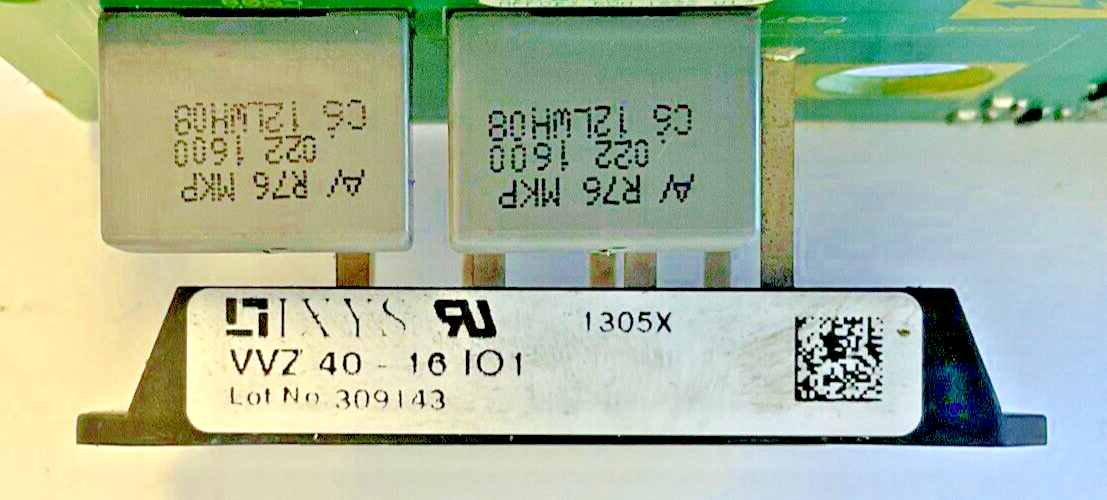 A/ R76 MKP
022 1600
C6 12LWH08
A/ R76 MKP
022 1600
C6 12LWH08
IXYS RU 1305X
VVZ 40 - 16 IO1
Lot No. 309143